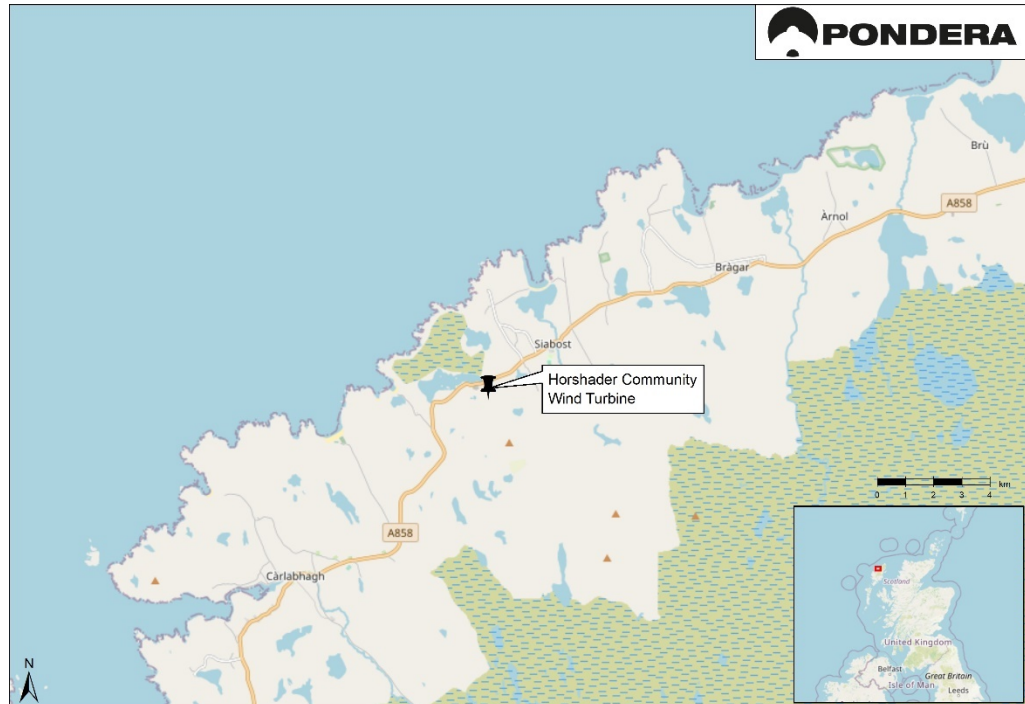 PONDERA
Brù
A858
Àrnol
Bràgar
Siabost
Horshader Community
Wind Turbine
A858
Càrlabhagh
0 1 2 3 4 km
N
Scotland
United Kingdom
Belfast
Great Britain
Isle of Man
Leeds